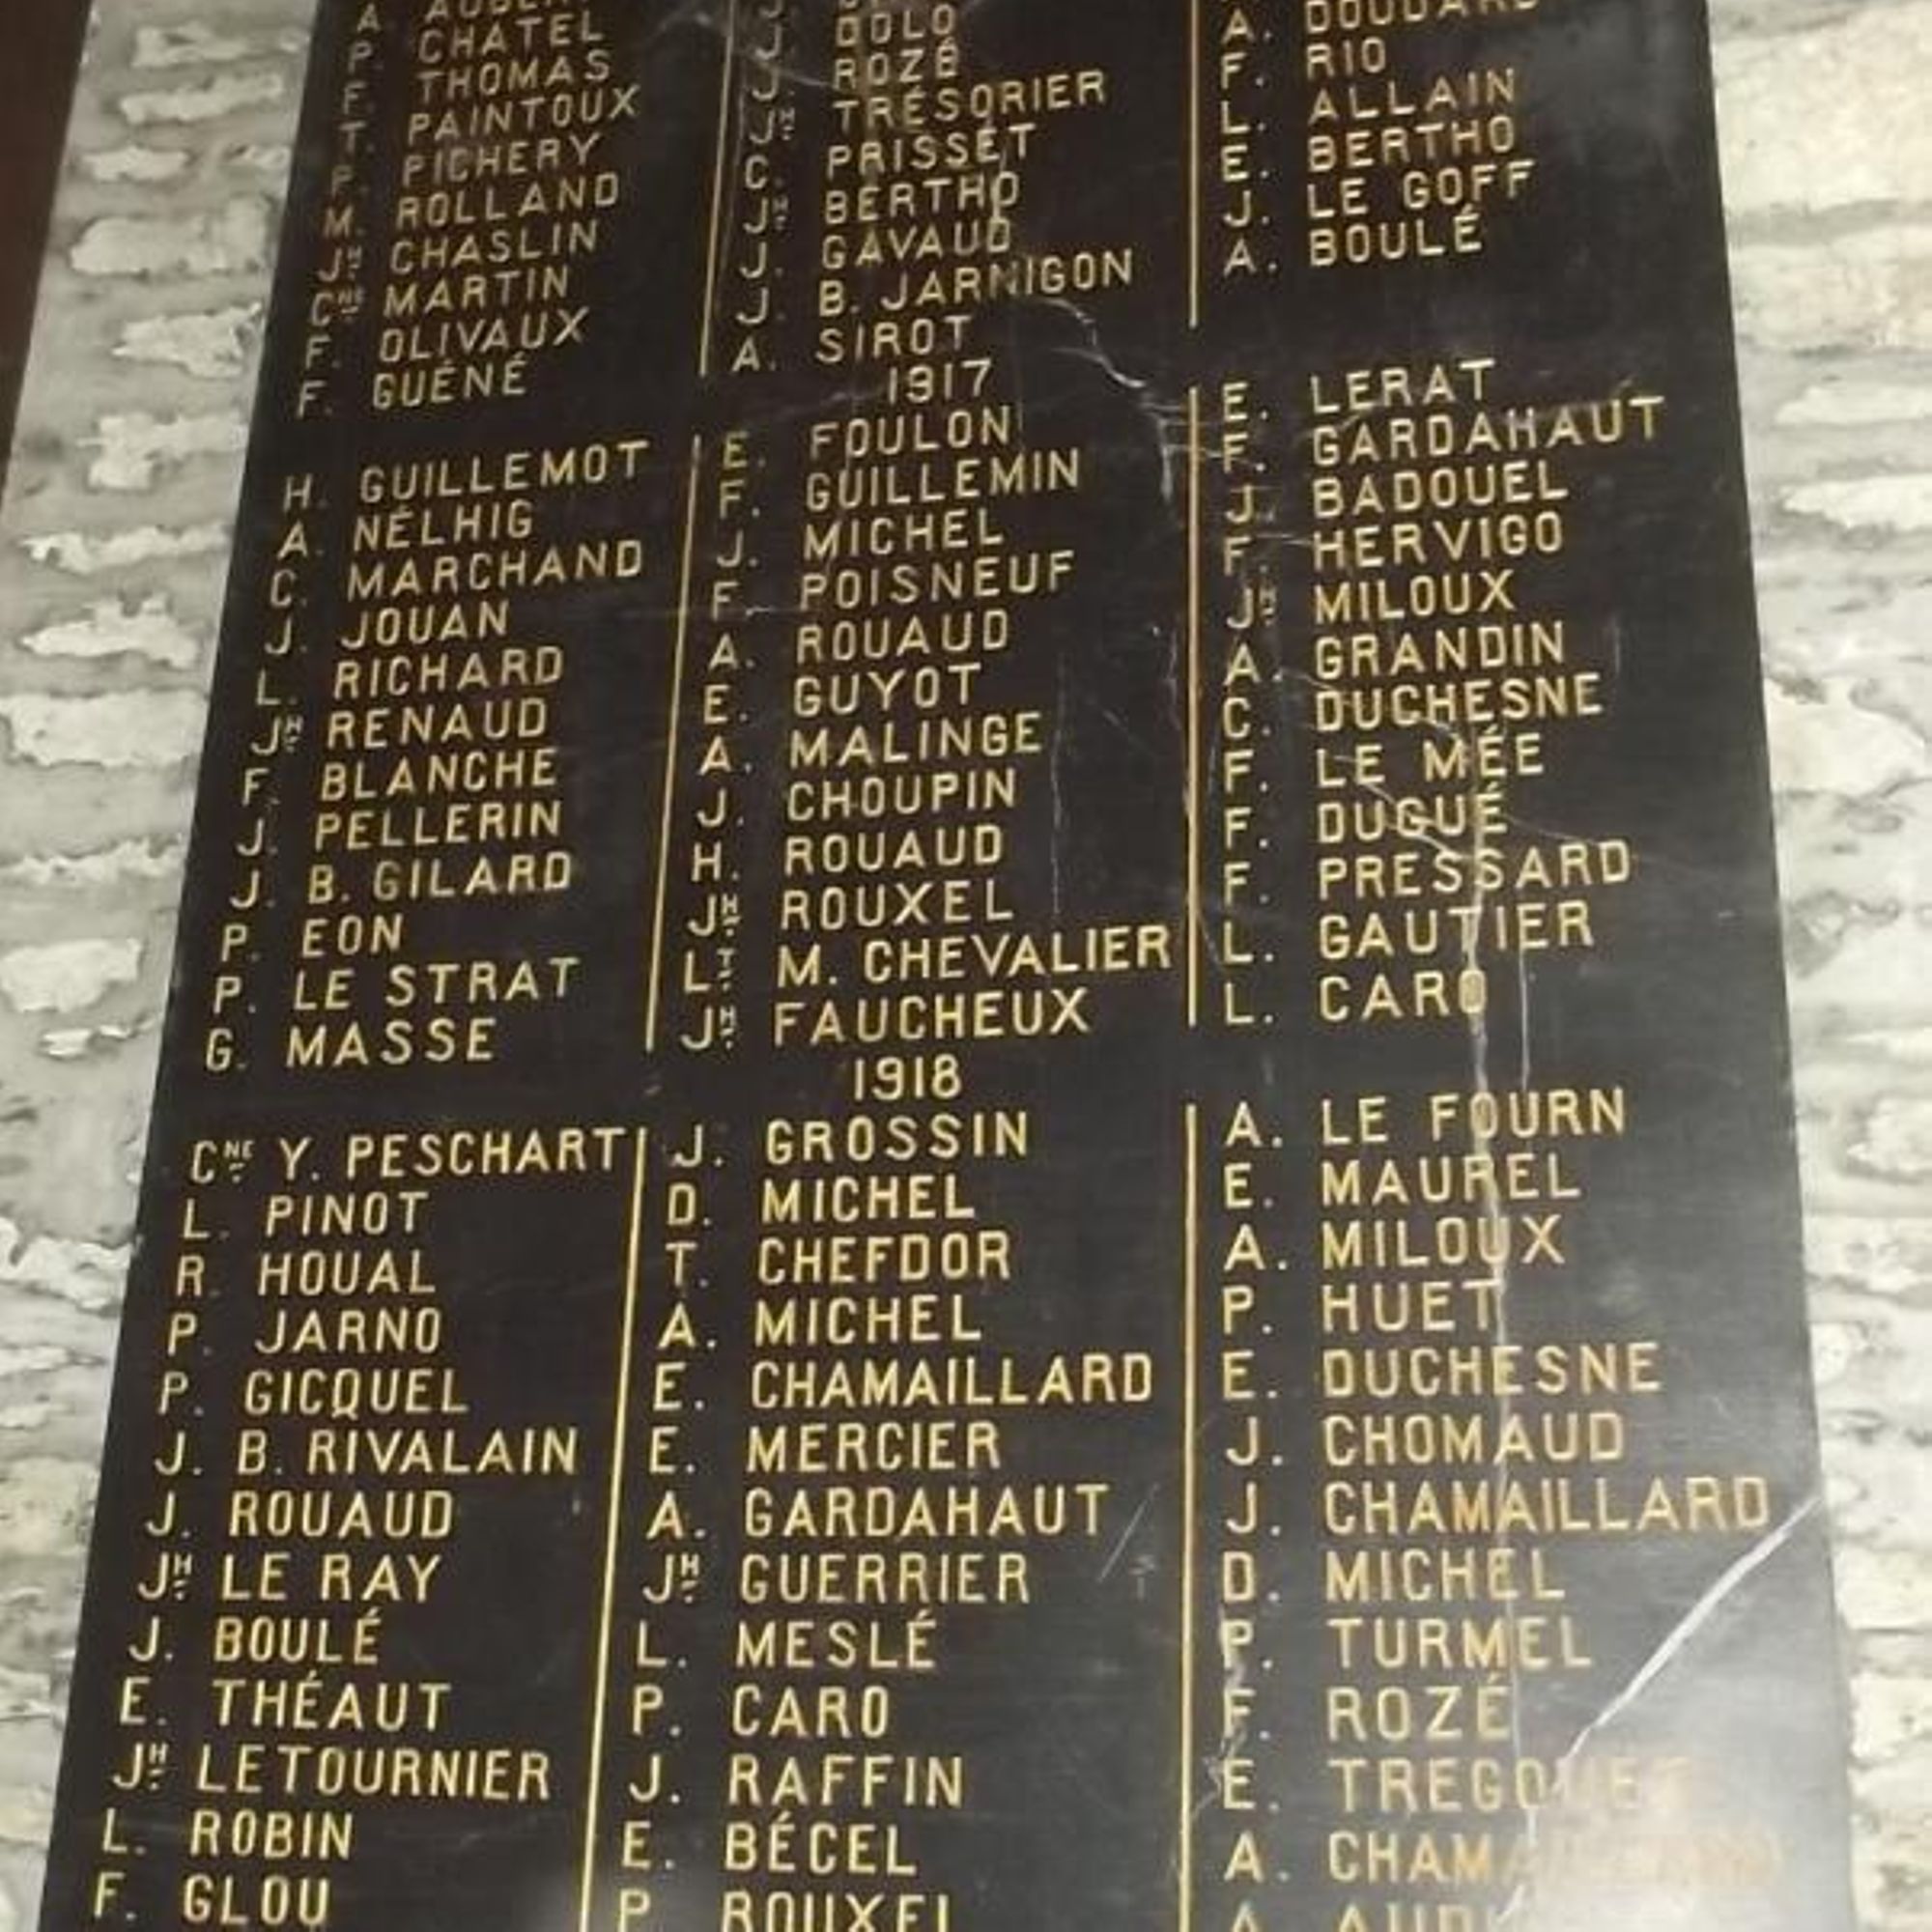 A.
P. CHATEL
F. THOMAS
T. PAINTOUX
P. PICHERY
M. ROLLAND
JH CHASLIN
CNE MARTIN
F. OLIVAUX
F. GUÉNÉ
J. DOLO
J. ROZÉ
JH TRÉSORIER
C. PRISSET
JH BERTHO
J. GAVAUD
J. B. JARNIGON
A. SIROT
A. DOUDARD
F. RIO
L. ALLAIN
E. BERTHO
J. LE GOFF
A. BOULÉ
1917
H. GUILLEMOT
A. NÉLHIG
C. MARCHAND
J. JOUAN
L. RICHARD
JH RENAUD
F. BLANCHE
J. PELLERIN
J. B. GILARD
P. EON
P. LE STRAT
G. MASSE
E. FOULON
F. GUILLEMIN
J. MICHEL
F. POISNEUF
A. ROUAUD
E. GUYOT
A. MALINGE
J. CHOUPIN
H. ROUAUD
JH ROUXEL
LT M. CHEVALIER
JH FAUCHEUX
E. LERAT
F. GARDAHAUT
J. BADOUEL
F. HERVIGO
JH MILOUX
A. GRANDIN
C. DUCHESNE
F. LE MÉE
F. DUGUÉ
F. PRESSARD
L. GAUTIER
L. CARO
1918
CNE Y. PESCHART
L. PINOT
R. HOUAL
P. JARNO
P. GICQUEL
J. B. RIVALAIN
J. ROUAUD
JH LE RAY
J. BOULÉ
E. THÉAUT
JH LETOURNIER
L. ROBIN
F. GLOU
J. GROSSIN
D. MICHEL
T. CHEFDOR
A. MICHEL
E. CHAMAILLARD
E. MERCIER
A. GARDAHAUT
JH GUERRIER
L. MESLÉ
P. CARO
J. RAFFIN
E. BÉCEL
P. ROUXEL
A. LE FOURN
E. MAUREL
A. MILOUX
P. HUET
E. DUCHESNE
J. CHOMAUD
J. CHAMAILLARD
D. MICHEL
P. TURMEL
F. ROZÉ
E. TREGOUET
A.
A.